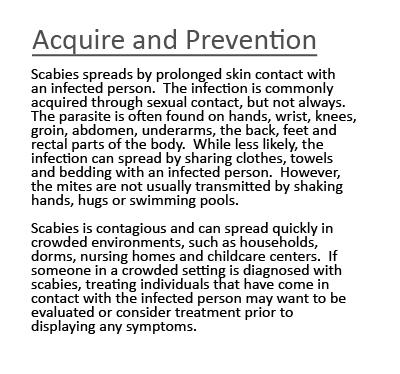 Acquire and Prevention
Scabies spreads by prolonged skin contact with
an infected person.  The infection is commonly
acquired through sexual contact, but not always.
The parasite is often found on hands, wrist, knees,
groin, abdomen, underarms, the back, feet and
rectal parts of the body.  While less likely, the
infection can spread by sharing clothes, towels
and bedding with an infected person.  However,
the mites are not usually transmitted by shaking
hands, hugs or swimming pools.
Scabies is contagious and can spread quickly in
crowded environments, such as households,
dorms, nursing homes and childcare centers.  If
someone in a crowded setting is diagnosed with
scabies, treating individuals that have come in
contact with the infected person may want to be
evaluated or consider treatment prior to
displaying any symptoms.